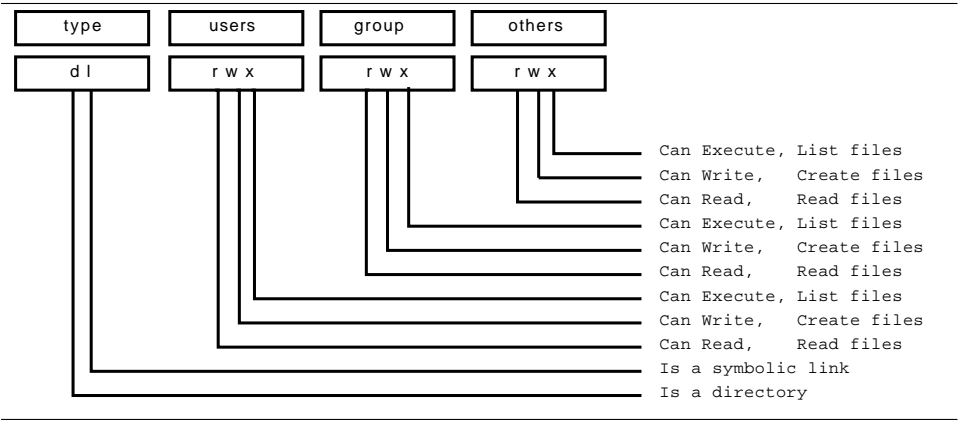 type users group others
d l r w x r w x r w x
Can Execute, List files
Can Write, Create files
Can Read, Read files
Can Execute, List files
Can Write, Create files
Can Read, Read files
Can Execute, List files
Can Write, Create files
Can Read, Read files
Is a symbolic link
Is a directory